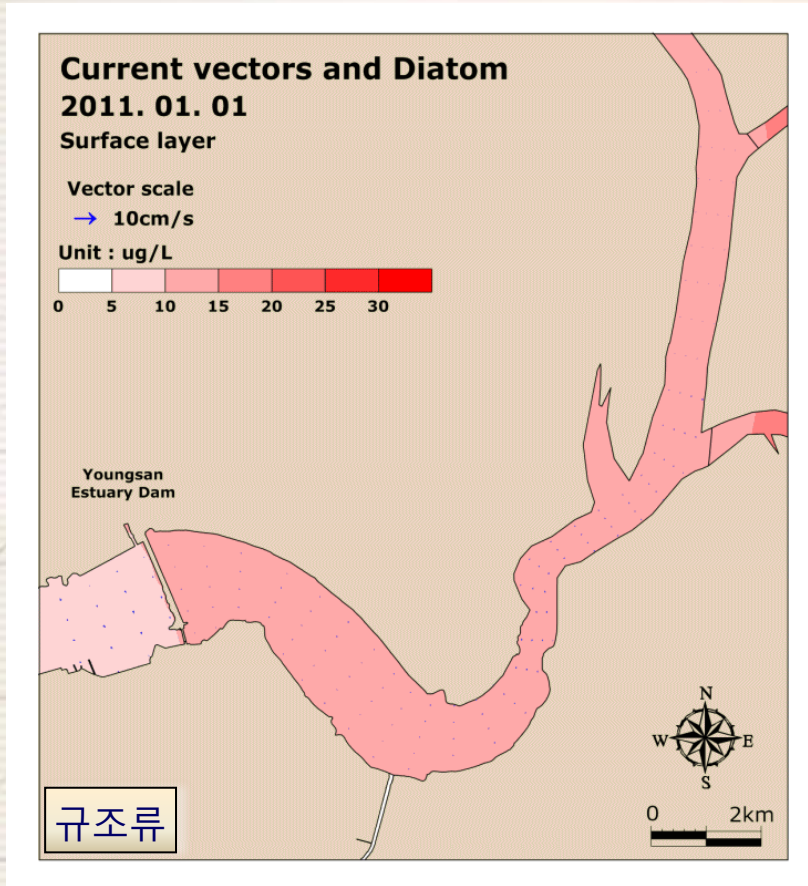 Current vectors and Diatom
2011. 01. 01
Surface layer
Vector scale
→ 10cm/s
Unit : ug/L
0 5 10 15 20 25 30
Youngsan
Estuary Dam
N
W E
S
0 2km
규조류